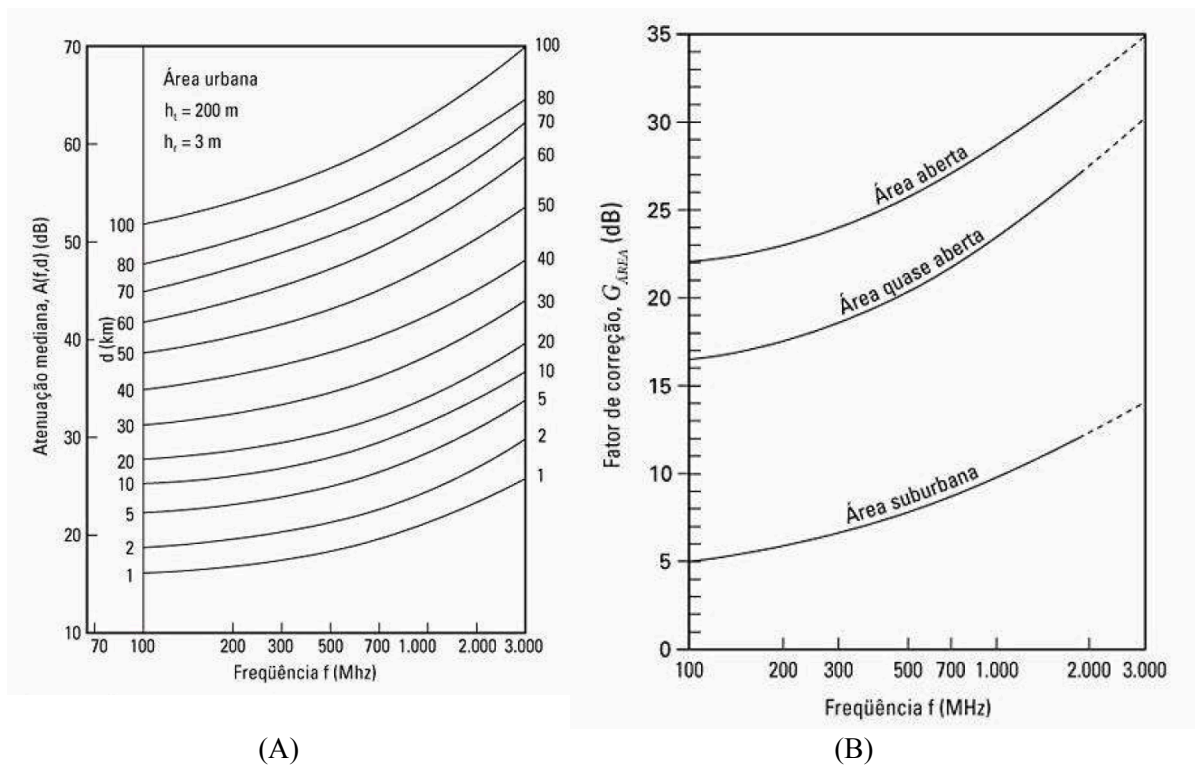 70
60
50
40
30
20
10
Atenuação mediana, A(f,d) (dB)
Área urbana
hₜ = 200 m
hᵣ = 3 m
d (km)
100
80
70
60
50
40
30
20
10
5
2
1
100
80
70
60
50
40
30
20
10
5
2
1
70 100 200 300 500 700 1.000 2.000 3.000
Freqüência f (Mhz)
(A)
35
30
25
20
15
10
5
0
Fator de correção, G_ÁREA (dB)
Área aberta
Área quase aberta
Área suburbana
100 200 300 500 700 1.000 2.000 3.000
Freqüência f (MHz)
(B)